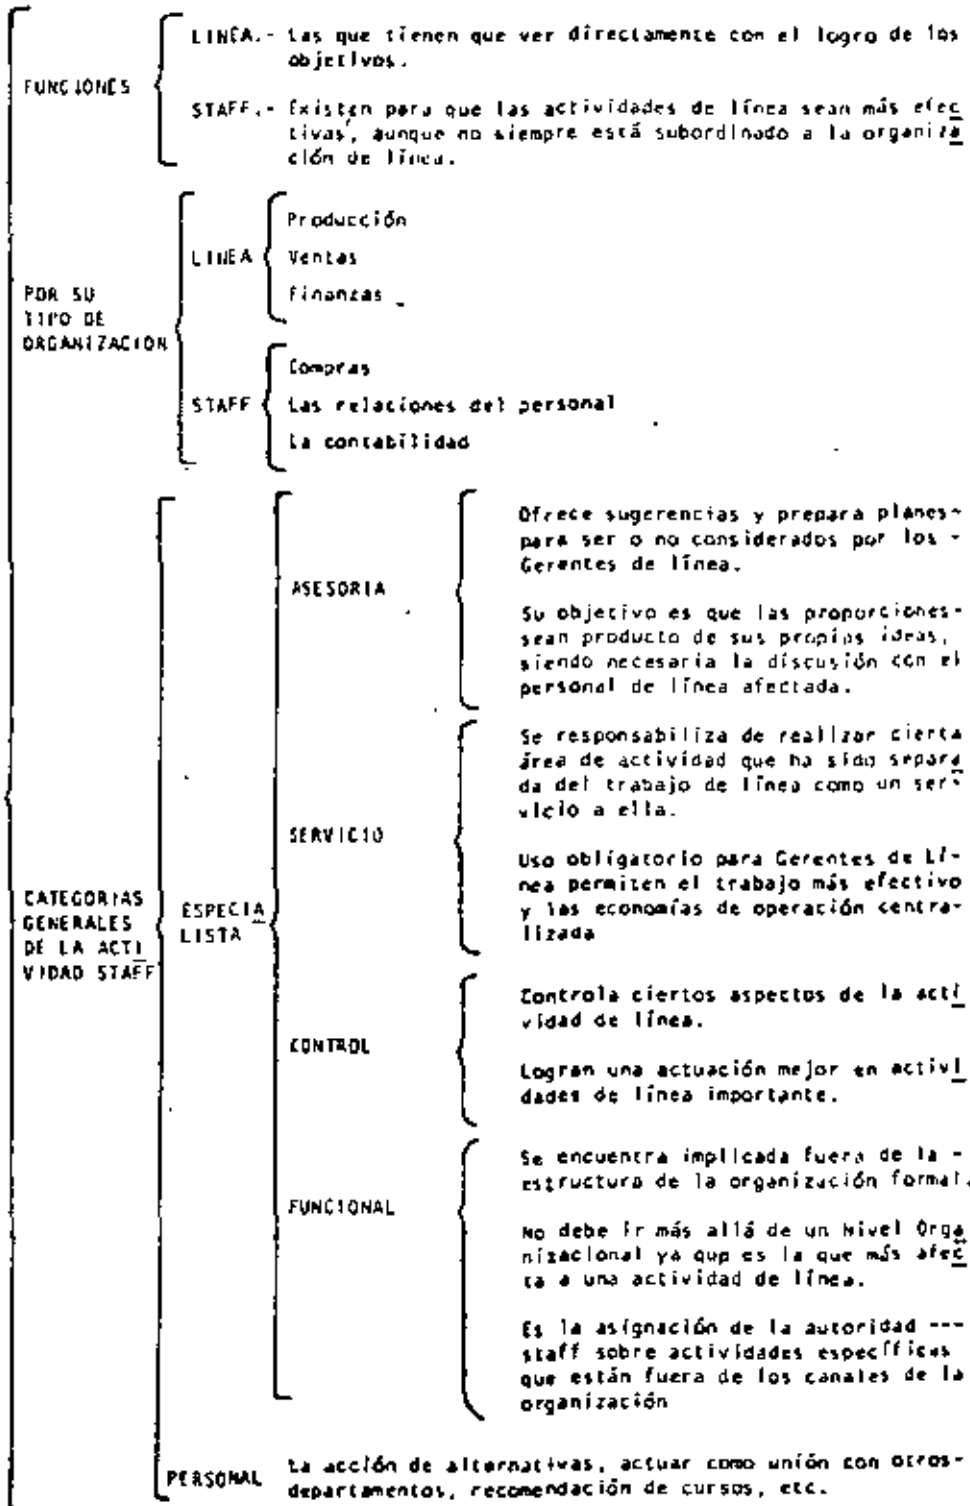 LINEA.- Las que tienen que ver directamente con el logro de los
objetivos.
FUNCIONES
STAFF.- Existen para que las actividades de línea sean más efec
tivas, aunque no siempre está subordinado a la organiza
ción de línea.
Producción
LINEA
Ventas
Finanzas
POR SU
TIPO DE
ORGANIZACION
Compras
STAFF
Las relaciones del personal
La contabilidad
CATEGORIAS
GENERALES
DE LA ACTI
VIDAD STAFF
ESPECIA
LISTA
ASESORIA
Ofrece sugerencias y prepara planes-
para ser o no considerados por los -
Gerentes de línea.
Su objetivo es que las proporciones-
sean producto de sus propias ideas,
siendo necesaria la discusión con el
personal de línea afectada.
SERVICIO
Se responsabiliza de realizar cierta
área de actividad que ha sido separa
da del trabajo de línea como un ser-
vicio a ella.
Uso obligatorio para Gerentes de Lí-
nea permiten el trabajo más efectivo
y las economías de operación centra-
lizada
CONTROL
Controla ciertos aspectos de la acti
vidad de línea.
Logran una actuación mejor en activi
dades de línea importante.
FUNCIONAL
Se encuentra implicada fuera de la -
estructura de la organización formal.
No debe ir más allá de un Nivel Orga
nizacional ya qup es la que más afec
ta a una actividad de línea.
Es la asignación de la autoridad ---
staff sobre actividades específicas
que están fuera de los canales de la
organización
PERSONAL
La acción de alternativas, actuar como unión con otros-
departamentos, recomendación de cursos, etc.